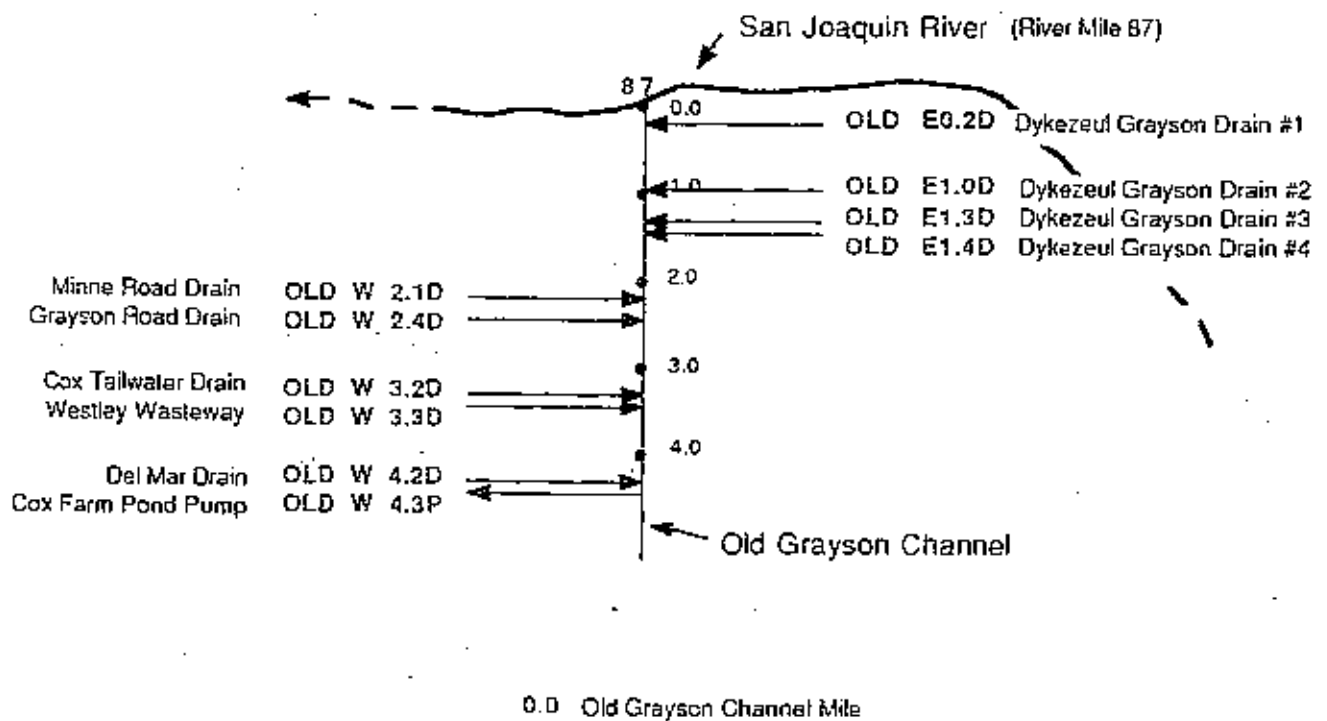 San Joaquin River (River Mile 87)
87
0.0
OLD E0.2D Dykezeul Grayson Drain #1
1.0
OLD E1.0D Dykezeul Grayson Drain #2
OLD E1.3D Dykezeul Grayson Drain #3
OLD E1.4D Dykezeul Grayson Drain #4
2.0
Minne Road Drain OLD W 2.1D
Grayson Road Drain OLD W 2.4D
3.0
Cox Tailwater Drain OLD W 3.2D
Westley Wasteway OLD W 3.3D
4.0
Del Mar Drain OLD W 4.2D
Cox Farm Pond Pump OLD W 4.3P
Old Grayson Channel
0.0 Old Grayson Channel Mile